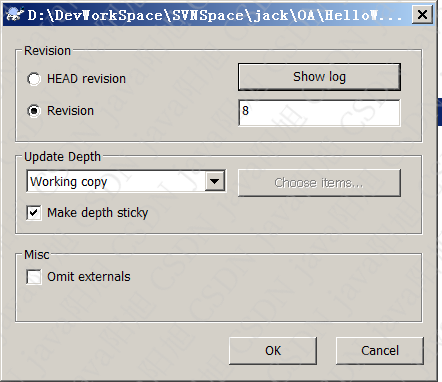 D:\DevWorkSpace\SVNSpace\jack\OA\HelloW...
Revision
HEAD revision
Show log
Revision
8
Update Depth
Working copy
Choose items...
Make depth sticky
Misc
Omit externals
OK
Cancel